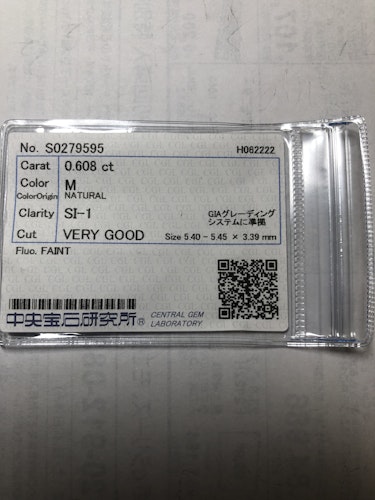 No. S0279595 H062222
Carat 0.608 ct
Color M
ColorOrigin NATURAL
Clarity SI-1 GIAグレーディング
システムに準拠
Cut VERY GOOD Size 5.40 - 5.45 × 3.39 mm
Fluo. FAINT
中央宝石研究所® CENTRAL GEM
LABORATORY